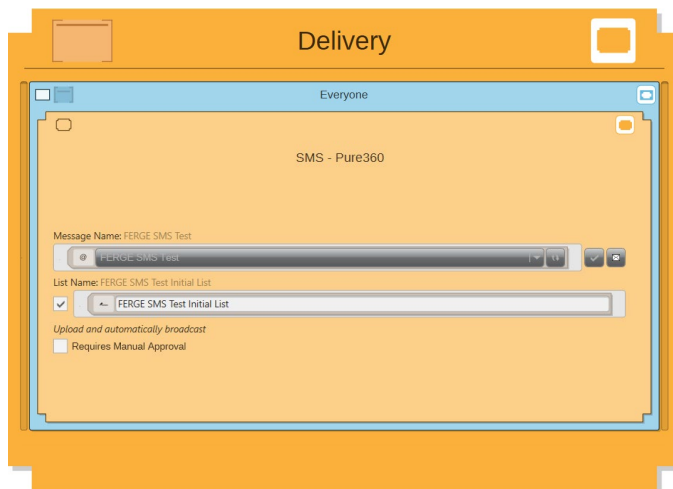 Delivery
Everyone
SMS - Pure360
Message Name: FERGE SMS Test
@ FERGE SMS Test
List Name: FERGE SMS Test Initial List
FERGE SMS Test Initial List
Upload and automatically broadcast
Requires Manual Approval